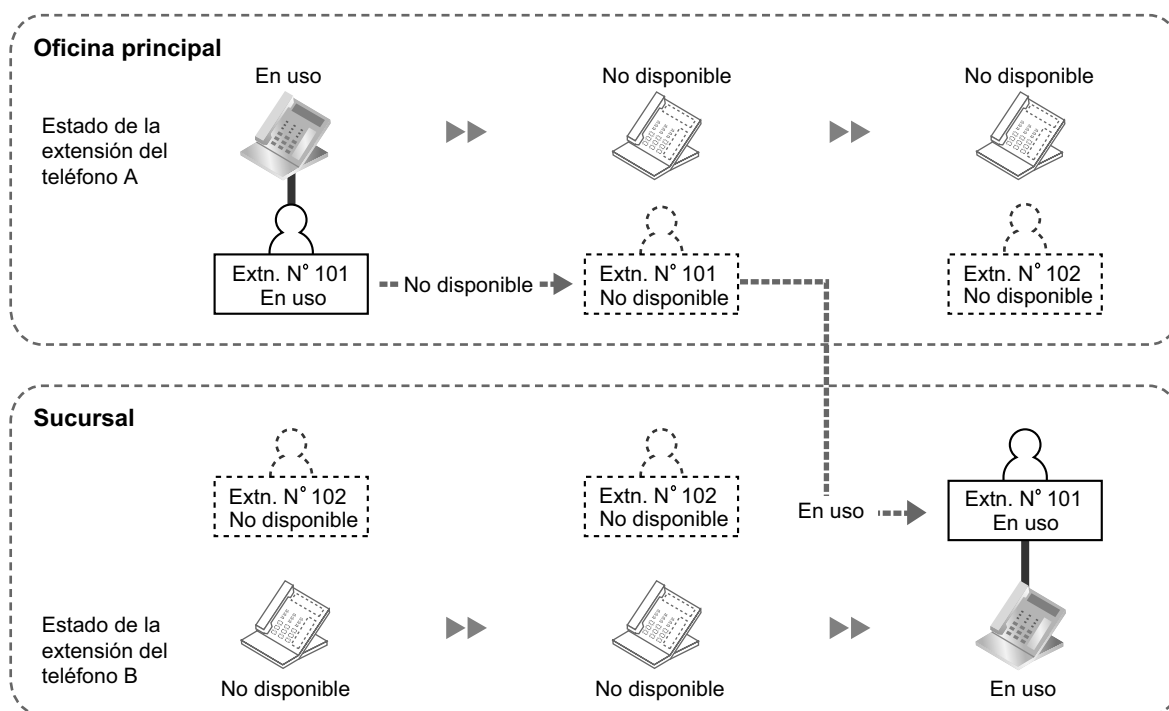 Oficina principal
En uso
No disponible
No disponible
Estado de la
extensión del
teléfono A
Extn. N° 101
En uso
No disponible
Extn. N° 101
No disponible
Extn. N° 102
No disponible
Sucursal
Extn. N° 102
No disponible
Extn. N° 102
No disponible
En uso
Extn. N° 101
En uso
Estado de la
extensión del
teléfono B
No disponible
No disponible
En uso